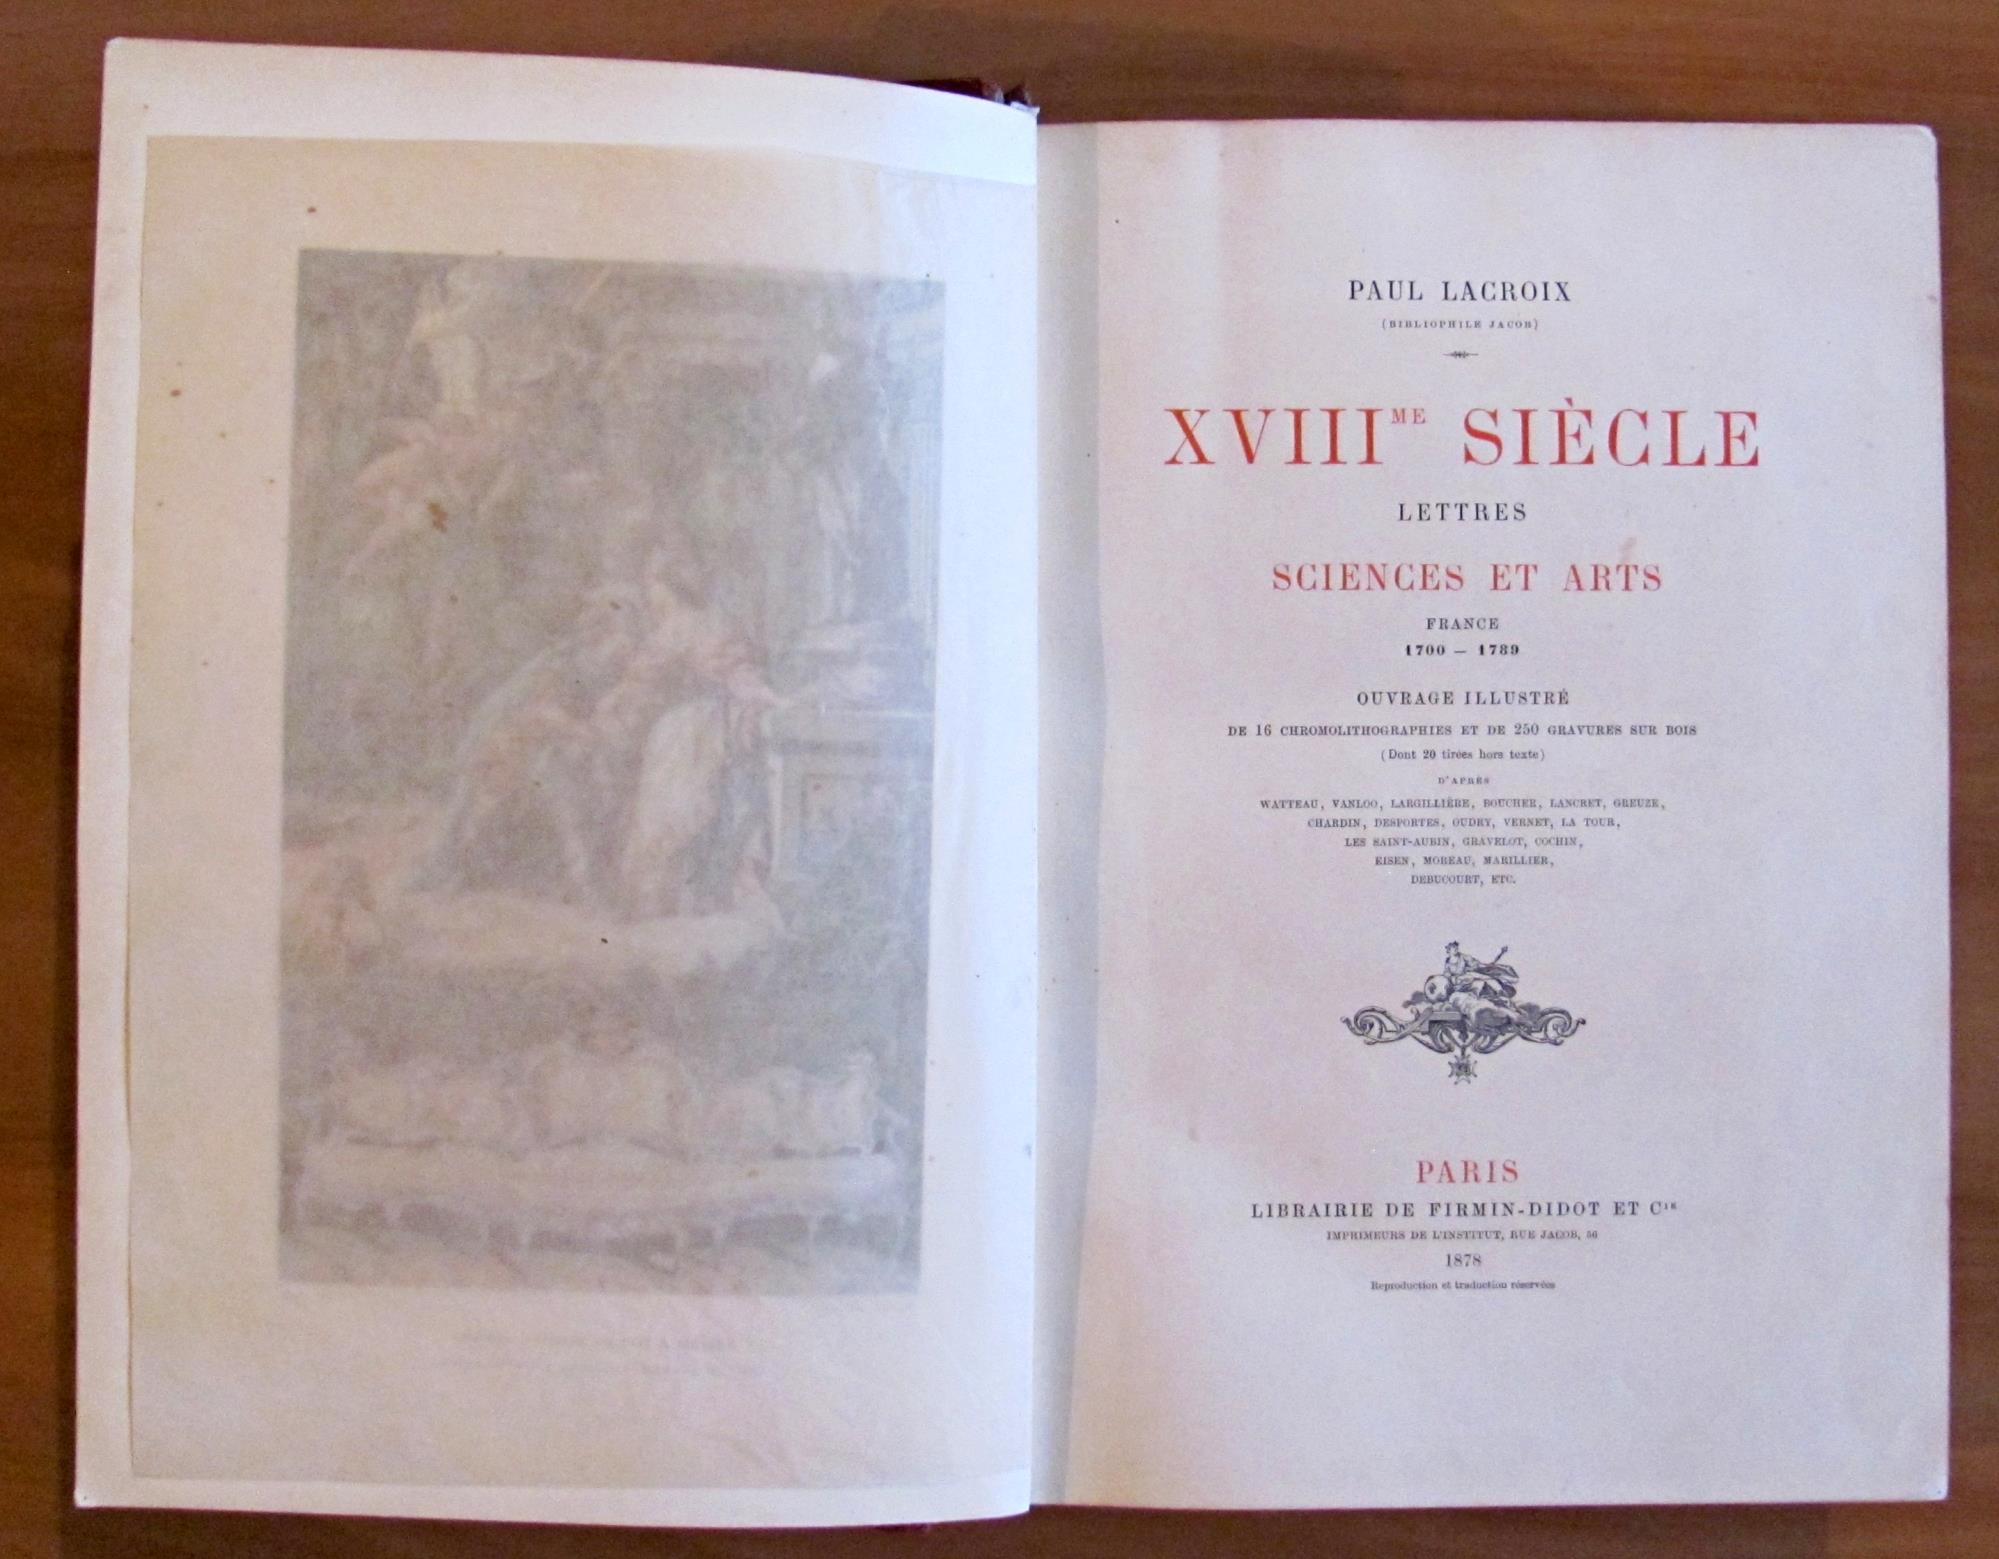 PAUL LACROIX
(BIBLIOPHILE JACOB)
XVIIIME SIÈCLE
LETTRES
SCIENCES ET ARTS
FRANCE
1700 — 1789
OUVRAGE ILLUSTRÉ
DE 16 CHROMOLITHOGRAPHIES ET DE 250 GRAVURES SUR BOIS
(Dont 20 tirées hors texte)
D'APRÈS
WATTEAU, VANLOO, LARGILLIÈRE, BOUCHER, LANCRET, GREUZE,
CHARDIN, DESPORTES, OUDRY, VERNET, LA TOUR,
LES SAINT-AUBIN, GRAVELOT, COCHIN,
EISEN, MOREAU, MARILLIER,
DEBUCOURT, ETC.
PARIS
LIBRAIRIE DE FIRMIN-DIDOT ET CIE
IMPRIMEURS DE L'INSTITUT, RUE JACOB, 56
1878
Reproduction et traduction réservées